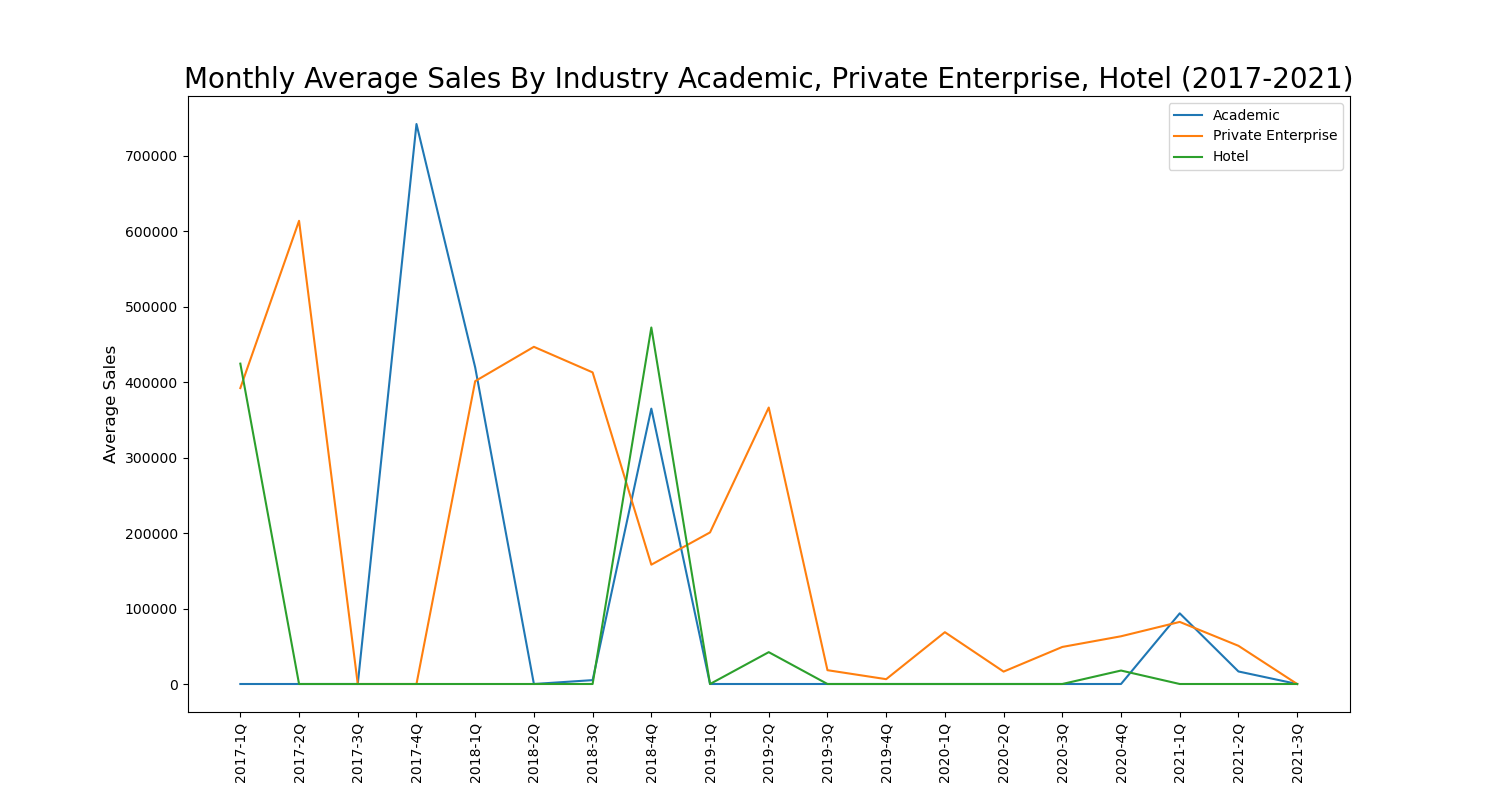 Monthly Average Sales By Industry Academic, Private Enterprise, Hotel (2017-2021)
Academic
Private Enterprise
Hotel
700000
600000
500000
400000
300000
200000
100000
0
Average Sales
2017-1Q
2017-2Q
2017-3Q
2017-4Q
2018-1Q
2018-2Q
2018-3Q
2018-4Q
2019-1Q
2019-2Q
2019-3Q
2019-4Q
2020-1Q
2020-2Q
2020-3Q
2020-4Q
2021-1Q
2021-2Q
2021-3Q